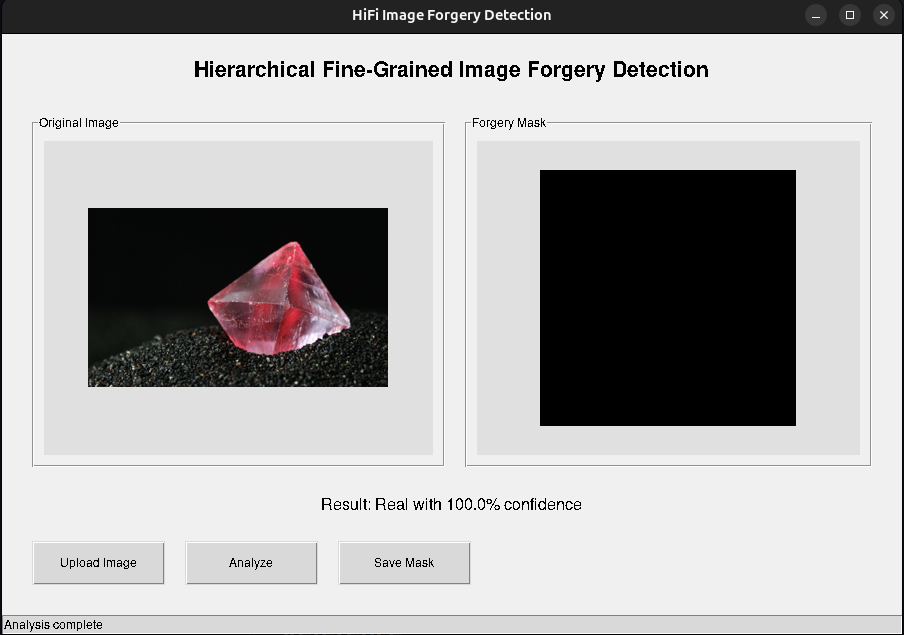 HiFi Image Forgery Detection
Hierarchical Fine-Grained Image Forgery Detection
Original Image
Forgery Mask
Result: Real with 100.0% confidence
Upload Image
Analyze
Save Mask
Analysis complete